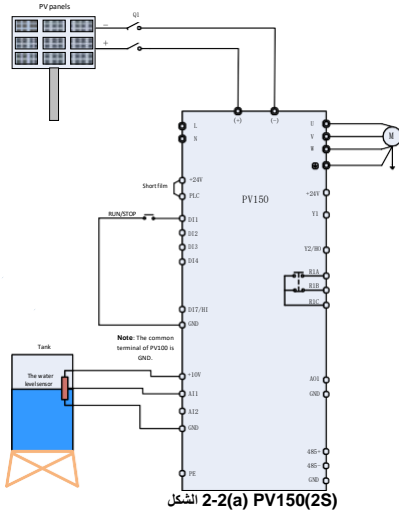 PV panels
Q1
−
+
(+) (-)
L
N
U
V
W
M
+24V
PLC
Short film
PV150
+24V
Y1
RUN/STOP
DI1
DI2
DI3
DI4
Y2/HO
R1A
R1B
R1C
DI7/HI
GND
Note: The common
terminal of PV100 is
GND.
Tank
The water
level sensor
+10V
AI1
AI2
GND
AO1
GND
PE
485+
485-
GND
الشكل 2-2(a) PV150(2S)